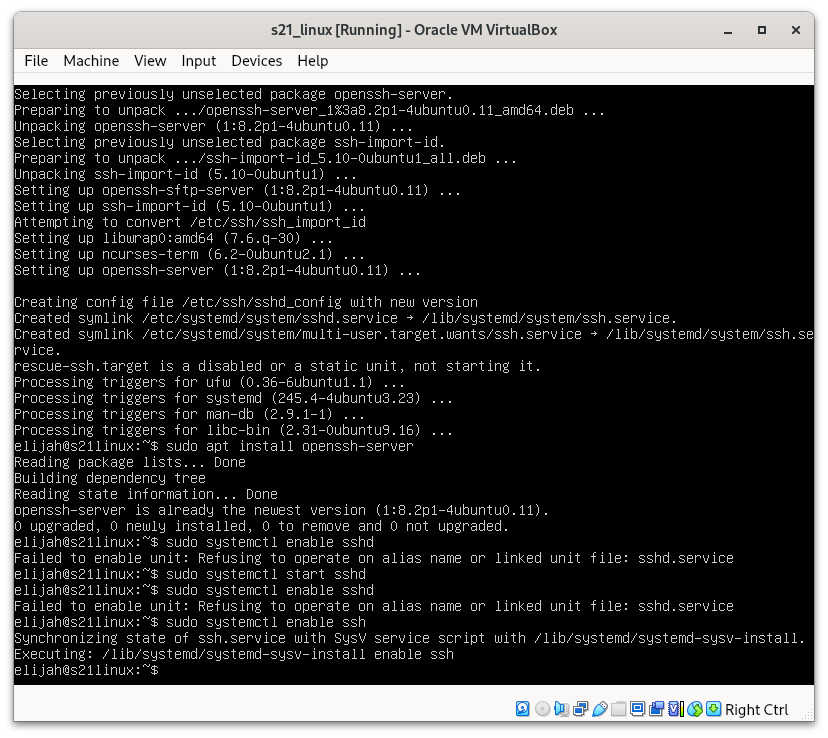 s21_linux [Running] - Oracle VM VirtualBox
File Machine View Input Devices Help
Selecting previously unselected package openssh-server.
Preparing to unpack .../openssh-server_1%3a8.2p1-4ubuntu0.11_amd64.deb ...
Unpacking openssh-server (1:8.2p1-4ubuntu0.11) ...
Selecting previously unselected package ssh-import-id.
Preparing to unpack .../ssh-import-id_5.10-0ubuntu1_all.deb ...
Unpacking ssh-import-id (5.10-0ubuntu1) ...
Setting up openssh-sftp-server (1:8.2p1-4ubuntu0.11) ...
Setting up ssh-import-id (5.10-0ubuntu1) ...
Attempting to convert /etc/ssh/ssh_import_id
Setting up libwrap0:amd64 (7.6.q-30) ...
Setting up ncurses-term (6.2-0ubuntu2.1) ...
Setting up openssh-server (1:8.2p1-4ubuntu0.11) ...
Creating config file /etc/ssh/sshd_config with new version
Created symlink /etc/systemd/system/sshd.service → /lib/systemd/system/ssh.service.
Created symlink /etc/systemd/system/multi-user.target.wants/ssh.service → /lib/systemd/system/ssh.se
rvice.
rescue-ssh.target is a disabled or a static unit, not starting it.
Processing triggers for ufw (0.36-6ubuntu1.1) ...
Processing triggers for systemd (245.4-4ubuntu3.23) ...
Processing triggers for man-db (2.9.1-1) ...
Processing triggers for libc-bin (2.31-0ubuntu9.16) ...
elijah@s21linux:~$ sudo apt install openssh-server
Reading package lists... Done
Building dependency tree
Reading state information... Done
openssh-server is already the newest version (1:8.2p1-4ubuntu0.11).
0 upgraded, 0 newly installed, 0 to remove and 0 not upgraded.
elijah@s21linux:~$ sudo systemctl enable sshd
Failed to enable unit: Refusing to operate on alias name or linked unit file: sshd.service
elijah@s21linux:~$ sudo systemctl start sshd
elijah@s21linux:~$ sudo systemctl enable sshd
Failed to enable unit: Refusing to operate on alias name or linked unit file: sshd.service
elijah@s21linux:~$ sudo systemctl enable ssh
Synchronizing state of ssh.service with SysV service script with /lib/systemd/systemd-sysv-install.
Executing: /lib/systemd/systemd-sysv-install enable ssh
elijah@s21linux:~$
Right Ctrl